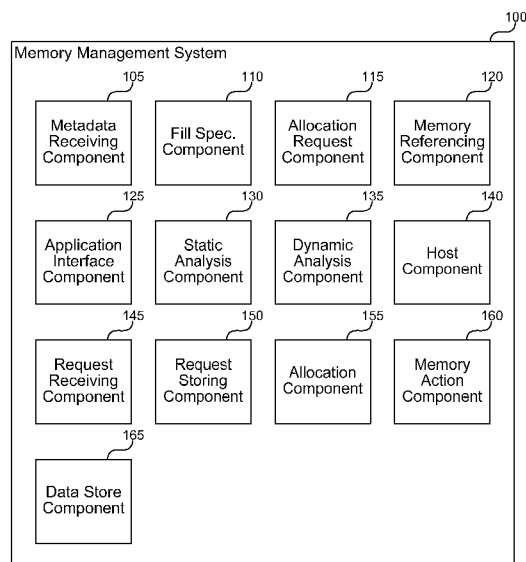 100
Memory Management System
105
110
115
120
Metadata
Receiving
Component
Fill Spec.
Component
Allocation
Request
Component
Memory
Referencing
Component
125
130
135
140
Application
Interface
Component
Static
Analysis
Component
Dynamic
Analysis
Component
Host
Component
145
150
155
160
Request
Receiving
Component
Request
Storing
Component
Allocation
Component
Memory
Action
Component
165
Data Store
Component